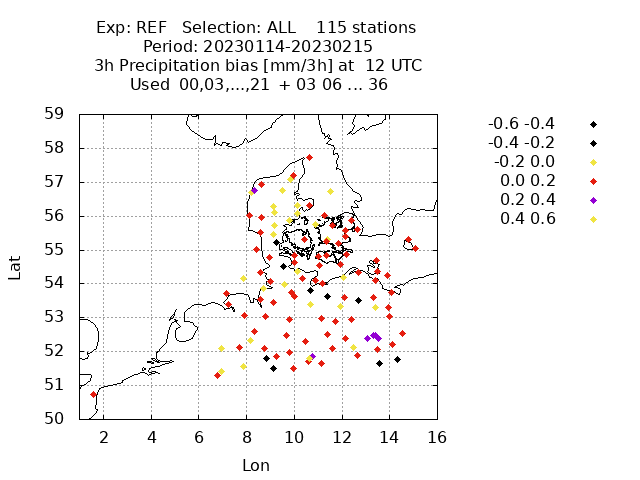 Exp: REF   Selection: ALL    115 stations
Period: 20230114-20230215
3h Precipitation bias [mm/3h] at  12 UTC
Used  00,03,...,21  + 03 06 ... 36
59
58
57
56
55
54
53
52
51
50
Lat
2 4 6 8 10 12 14 16
Lon
-0.6 -0.4
-0.4 -0.2
-0.2 0.0
0.0 0.2
0.2 0.4
0.4 0.6